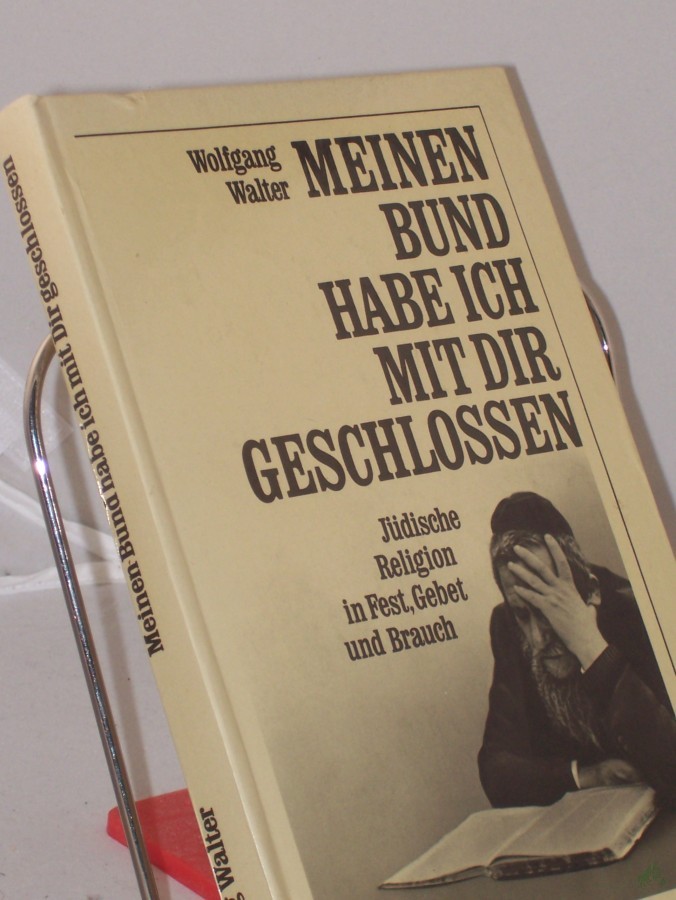 Wolfgang
Walter
MEINEN
BUND
HABE ICH
MIT DIR
GESCHLOSSEN
Jüdische
Religion
in Fest, Gebet
und Brauch
Meinen Bund habe ich mit Dir geschlossen
Walter